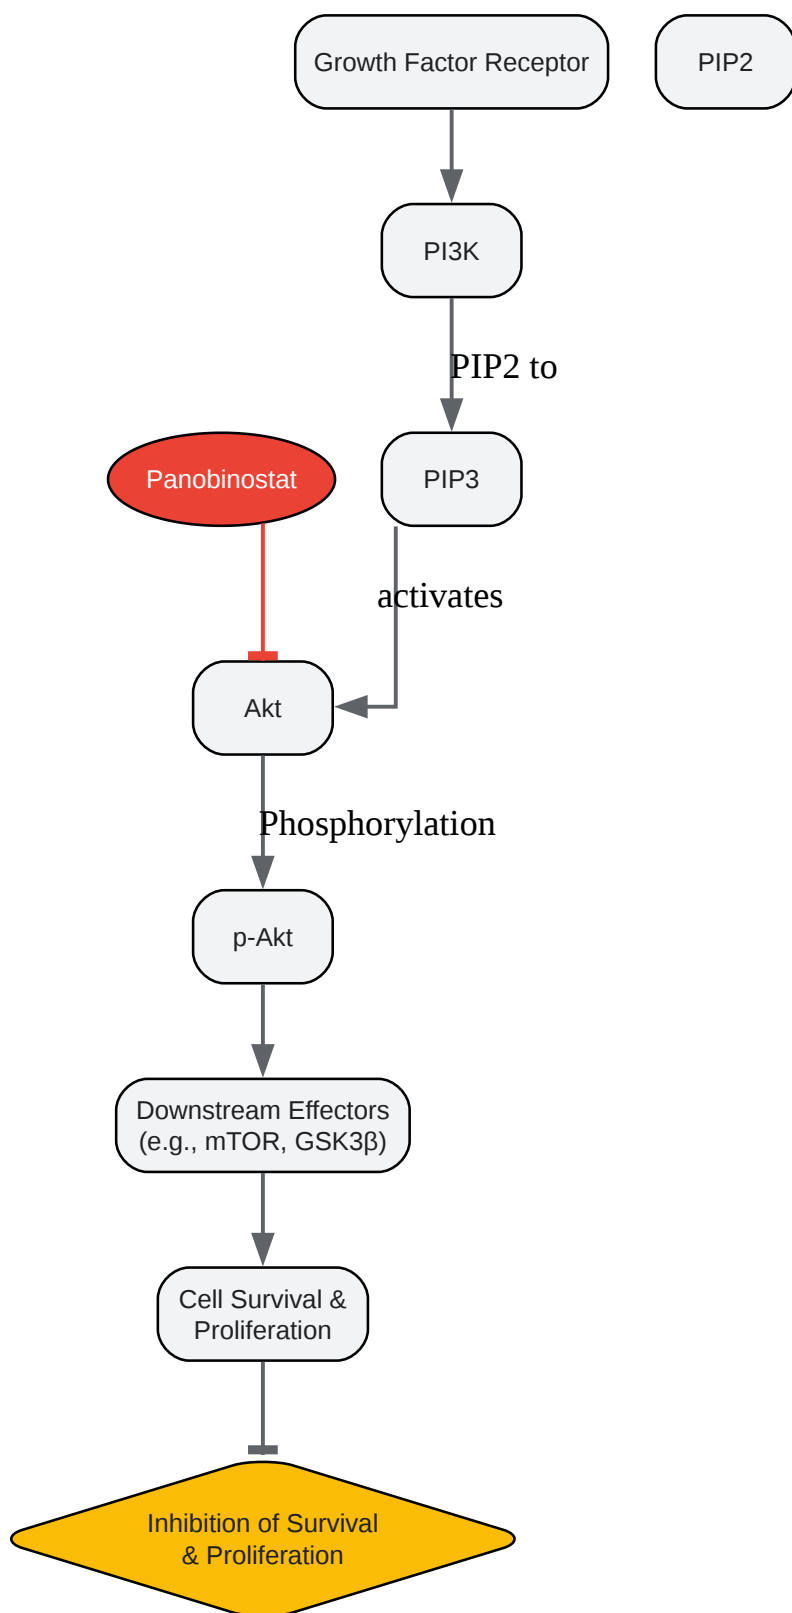 Growth Factor Receptor
PIP2
PI3K
PIP2 to
Panobinostat
PIP3
activates
Akt
Phosphorylation
p-Akt
Downstream Effectors
(e.g., mTOR, GSK3β)
Cell Survival &
Proliferation
Inhibition of Survival
& Proliferation